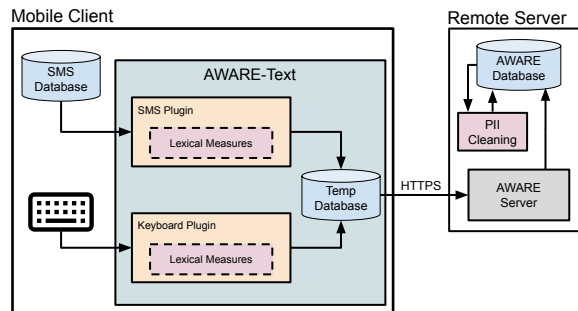 Mobile Client
Remote Server
SMS
Database
AWARE-Text
SMS Plugin
Lexical Measures
Temp
Database
Keyboard Plugin
Lexical Measures
HTTPS
AWARE
Database
PII
Cleaning
AWARE
Server